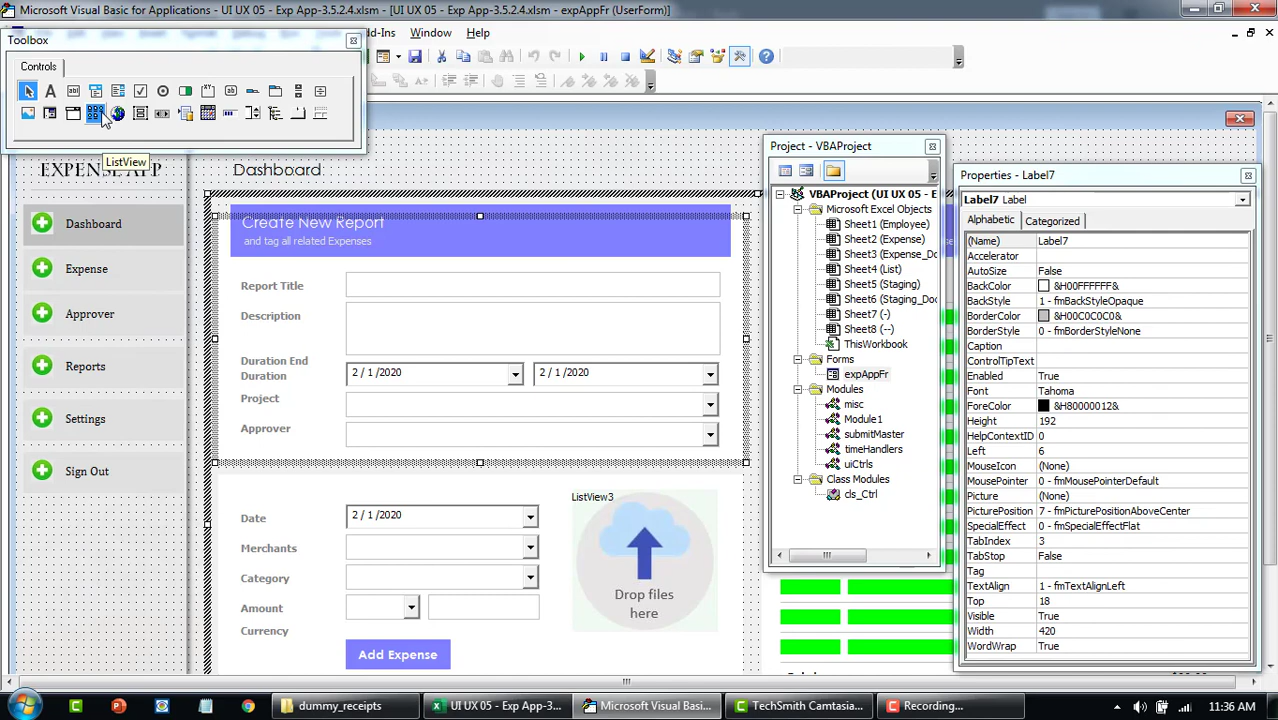 Microsoft Visual Basic for Applications - UI UX 05 - Exp App-3.5.2.4.xlsm - [UI UX 05 - Exp App-3.5.2.4.xlsm - expAppFr (UserForm)]
Add-Ins Window Help
Toolbox
Controls
ListView
EXPENSE APP
Dashboard
Expense
Approver
Reports
Settings
Sign Out
Dashboard
Create New Report
and tag all related Expenses
Report Title
Description
Duration End
Duration
2 / 1 /2020
2 / 1 /2020
Project
Approver
Date
2 / 1 /2020
Merchants
Category
Amount
Currency
Add Expense
ListView3
Drop files
here
Project - VBAProject
VBAProject (UI UX 05 - E
Microsoft Excel Objects
Sheet1 (Employee)
Sheet2 (Expense)
Sheet3 (Expense_Do
Sheet4 (List)
Sheet5 (Staging)
Sheet6 (Staging_Do
Sheet7 (-)
Sheet8 (--)
ThisWorkbook
Forms
expAppFr
Modules
misc
Module1
submitMaster
timeHandlers
uiCtrls
Class Modules
cls_Ctrl
Properties - Label7
Label7 Label
Alphabetic Categorized
(Name) Label7
Accelerator
AutoSize False
BackColor &H00FFFFFF&
BackStyle 1 - fmBackStyleOpaque
BorderColor &H00C0C0C0&
BorderStyle 0 - fmBorderStyleNone
Caption
ControlTipText
Enabled True
Font Tahoma
ForeColor &H80000012&
Height 192
HelpContextID 0
Left 6
MouseIcon (None)
MousePointer 0 - fmMousePointerDefault
Picture (None)
PicturePosition 7 - fmPicturePositionAboveCenter
SpecialEffect 0 - fmSpecialEffectFlat
TabIndex 3
TabStop False
Tag
TextAlign 1 - fmTextAlignLeft
Top 18
Visible True
Width 420
WordWrap True
dummy_receipts
UI UX 05 - Exp App-3....
Microsoft Visual Basi...
TechSmith Camtasia...
Recording...
11:36 AM